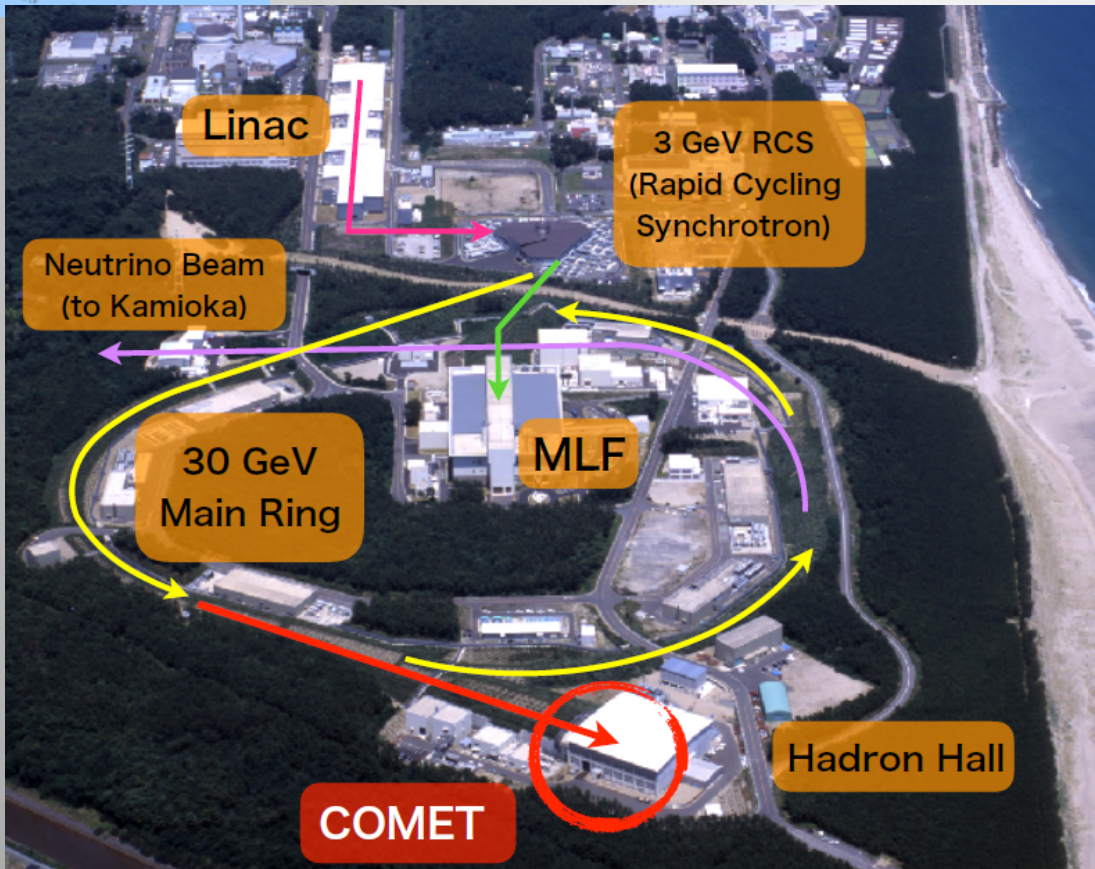 Linac
3 GeV RCS
(Rapid Cycling
Synchrotron)
Neutrino Beam
(to Kamioka)
30 GeV
Main Ring
MLF
Hadron Hall
COMET